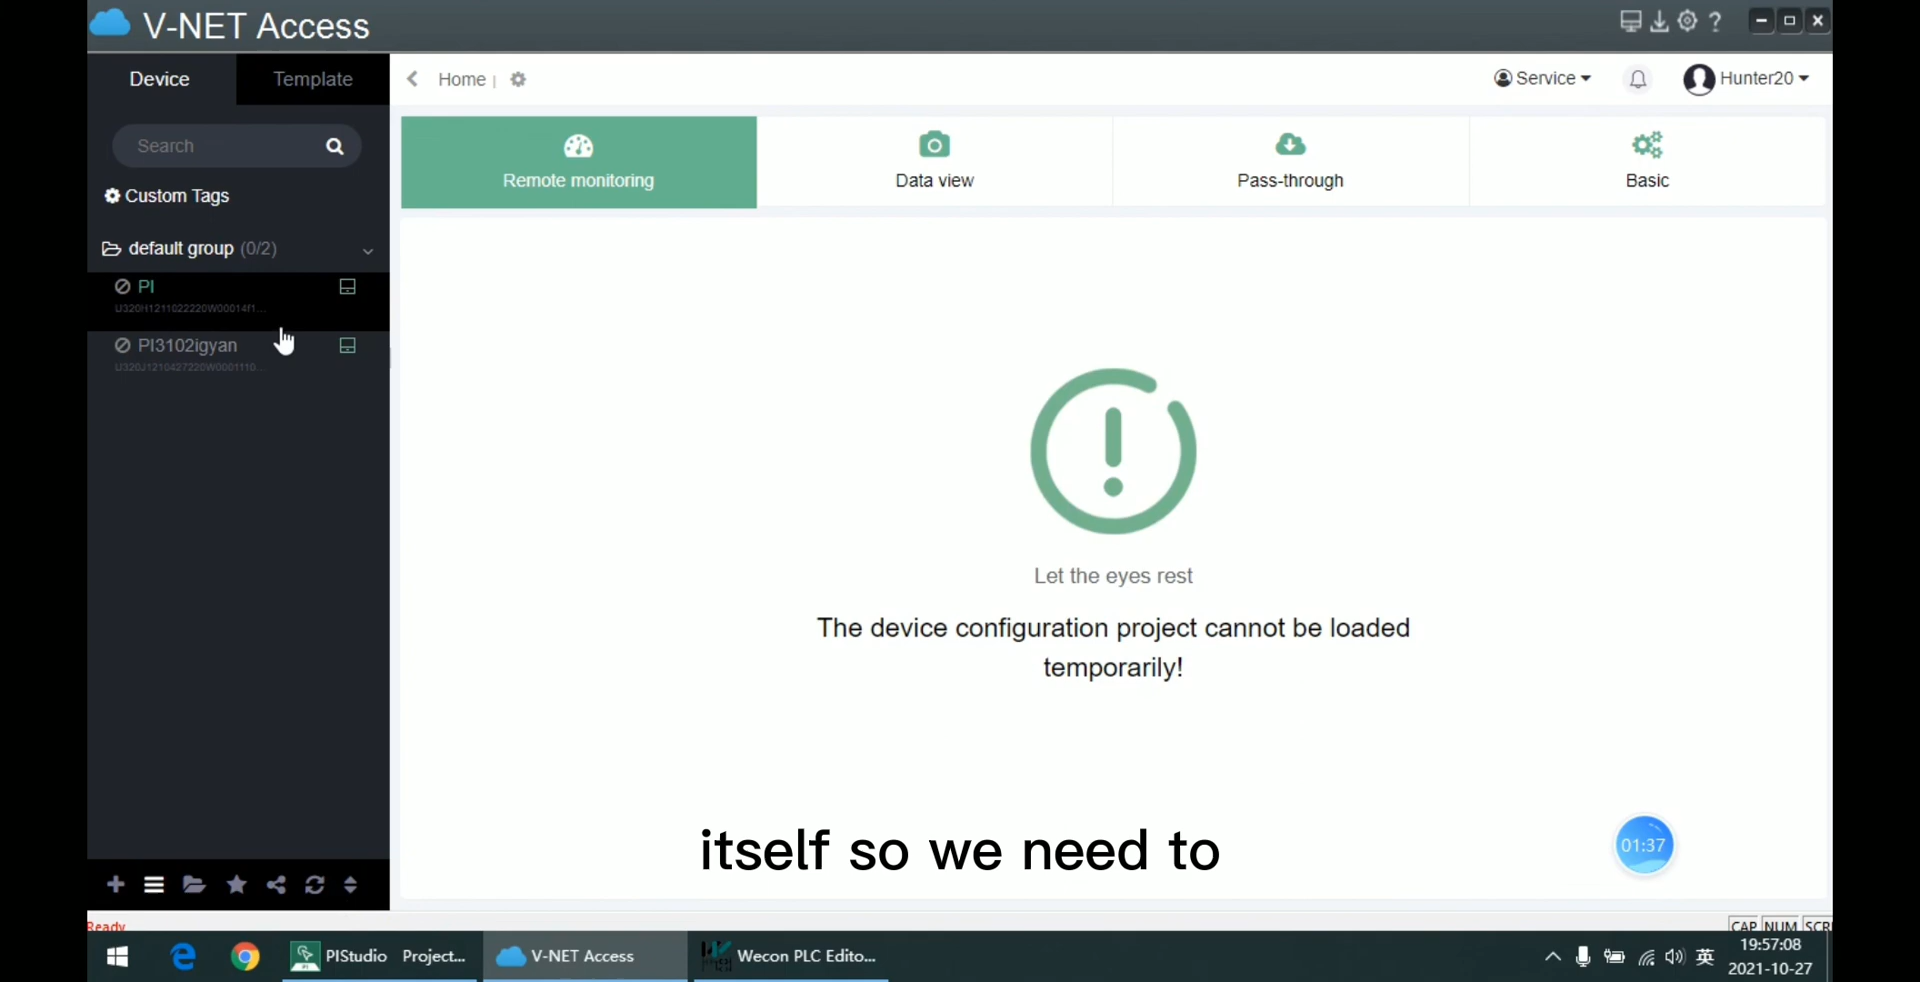 V-NET Access
Device
Template
Home
Service
Hunter20
Search
Custom Tags
default group (0/2)
PI
PI3102igyan
Remote monitoring
Data view
Pass-through
Basic
Let the eyes rest
The device configuration project cannot be loaded
temporarily!
itself so we need to
01:37
Ready
CAP NUM SCR
PIStudio Project...
V-NET Access
Wecon PLC Edito...
英
19:57:08
2021-10-27